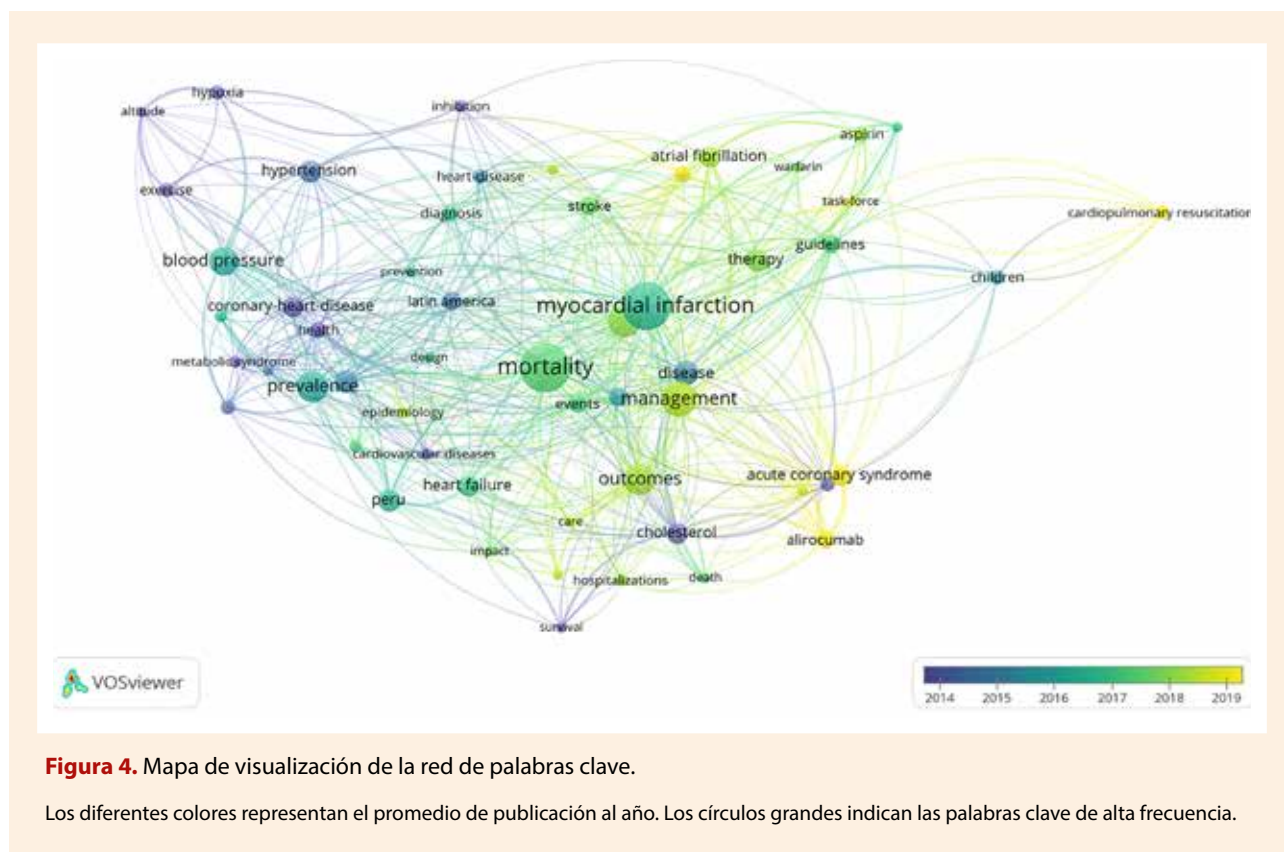 hypoxia
altitude
inhibition
aspirin
atrial fibrillation
warfarin
hypertension
heart-disease
exercise
task-force
stroke
diagnosis
cardiopulmonary resuscitation
guidelines
blood pressure
therapy
prevention
children
coronary-heart-disease
latin america
myocardial infarction
health
metabolic syndrome
design
mortality
disease
prevalence
management
events
epidemiology
cardiovascular diseases
acute coronary syndrome
outcomes
heart failure
peru
care
cholesterol
alirocumab
impact
hospitalizations
death
survival
VOSviewer
2014 2015 2016 2017 2018 2019
Figura 4. Mapa de visualización de la red de palabras clave.
Los diferentes colores representan el promedio de publicación al año. Los círculos grandes indican las palabras clave de alta frecuencia.